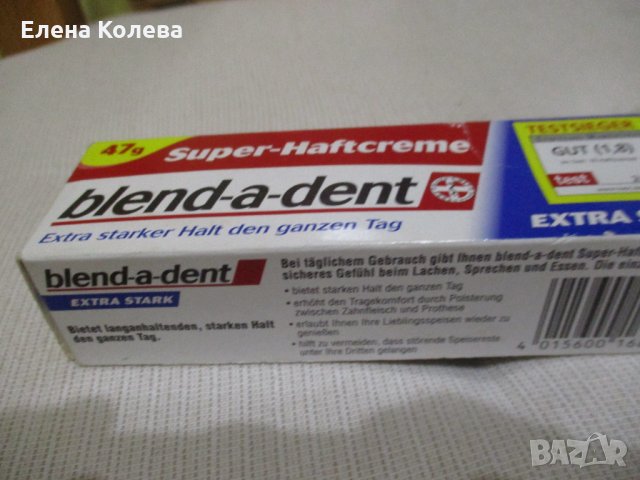 Елена Колева
47g
Super-Haftcreme
blend-a-dent
Extra starker Halt den ganzen Tag
TESTSIEGER
GUT (1,8)
test
EXTRA
blend-a-dent
EXTRA STARK
Bietet langanhaltenden, starken Halt
den ganzen Tag.
Bei täglichem Gebrauch gibt Ihnen blend-a-dent Super-Haf
sicheres Gefühl beim Lachen, Sprechen und Essen. Die ein
• bietet starken Halt den ganzen Tag
• erhöht den Tragekomfort durch Polsterung
zwischen Zahnfleisch und Prothese
• erlaubt Ihnen Ihre Lieblingsspeisen wieder zu
genießen
• hilft zu vermeiden, dass störende Speisereste
unter Ihre Dritten gelangen
4 015600 16
BAZAR